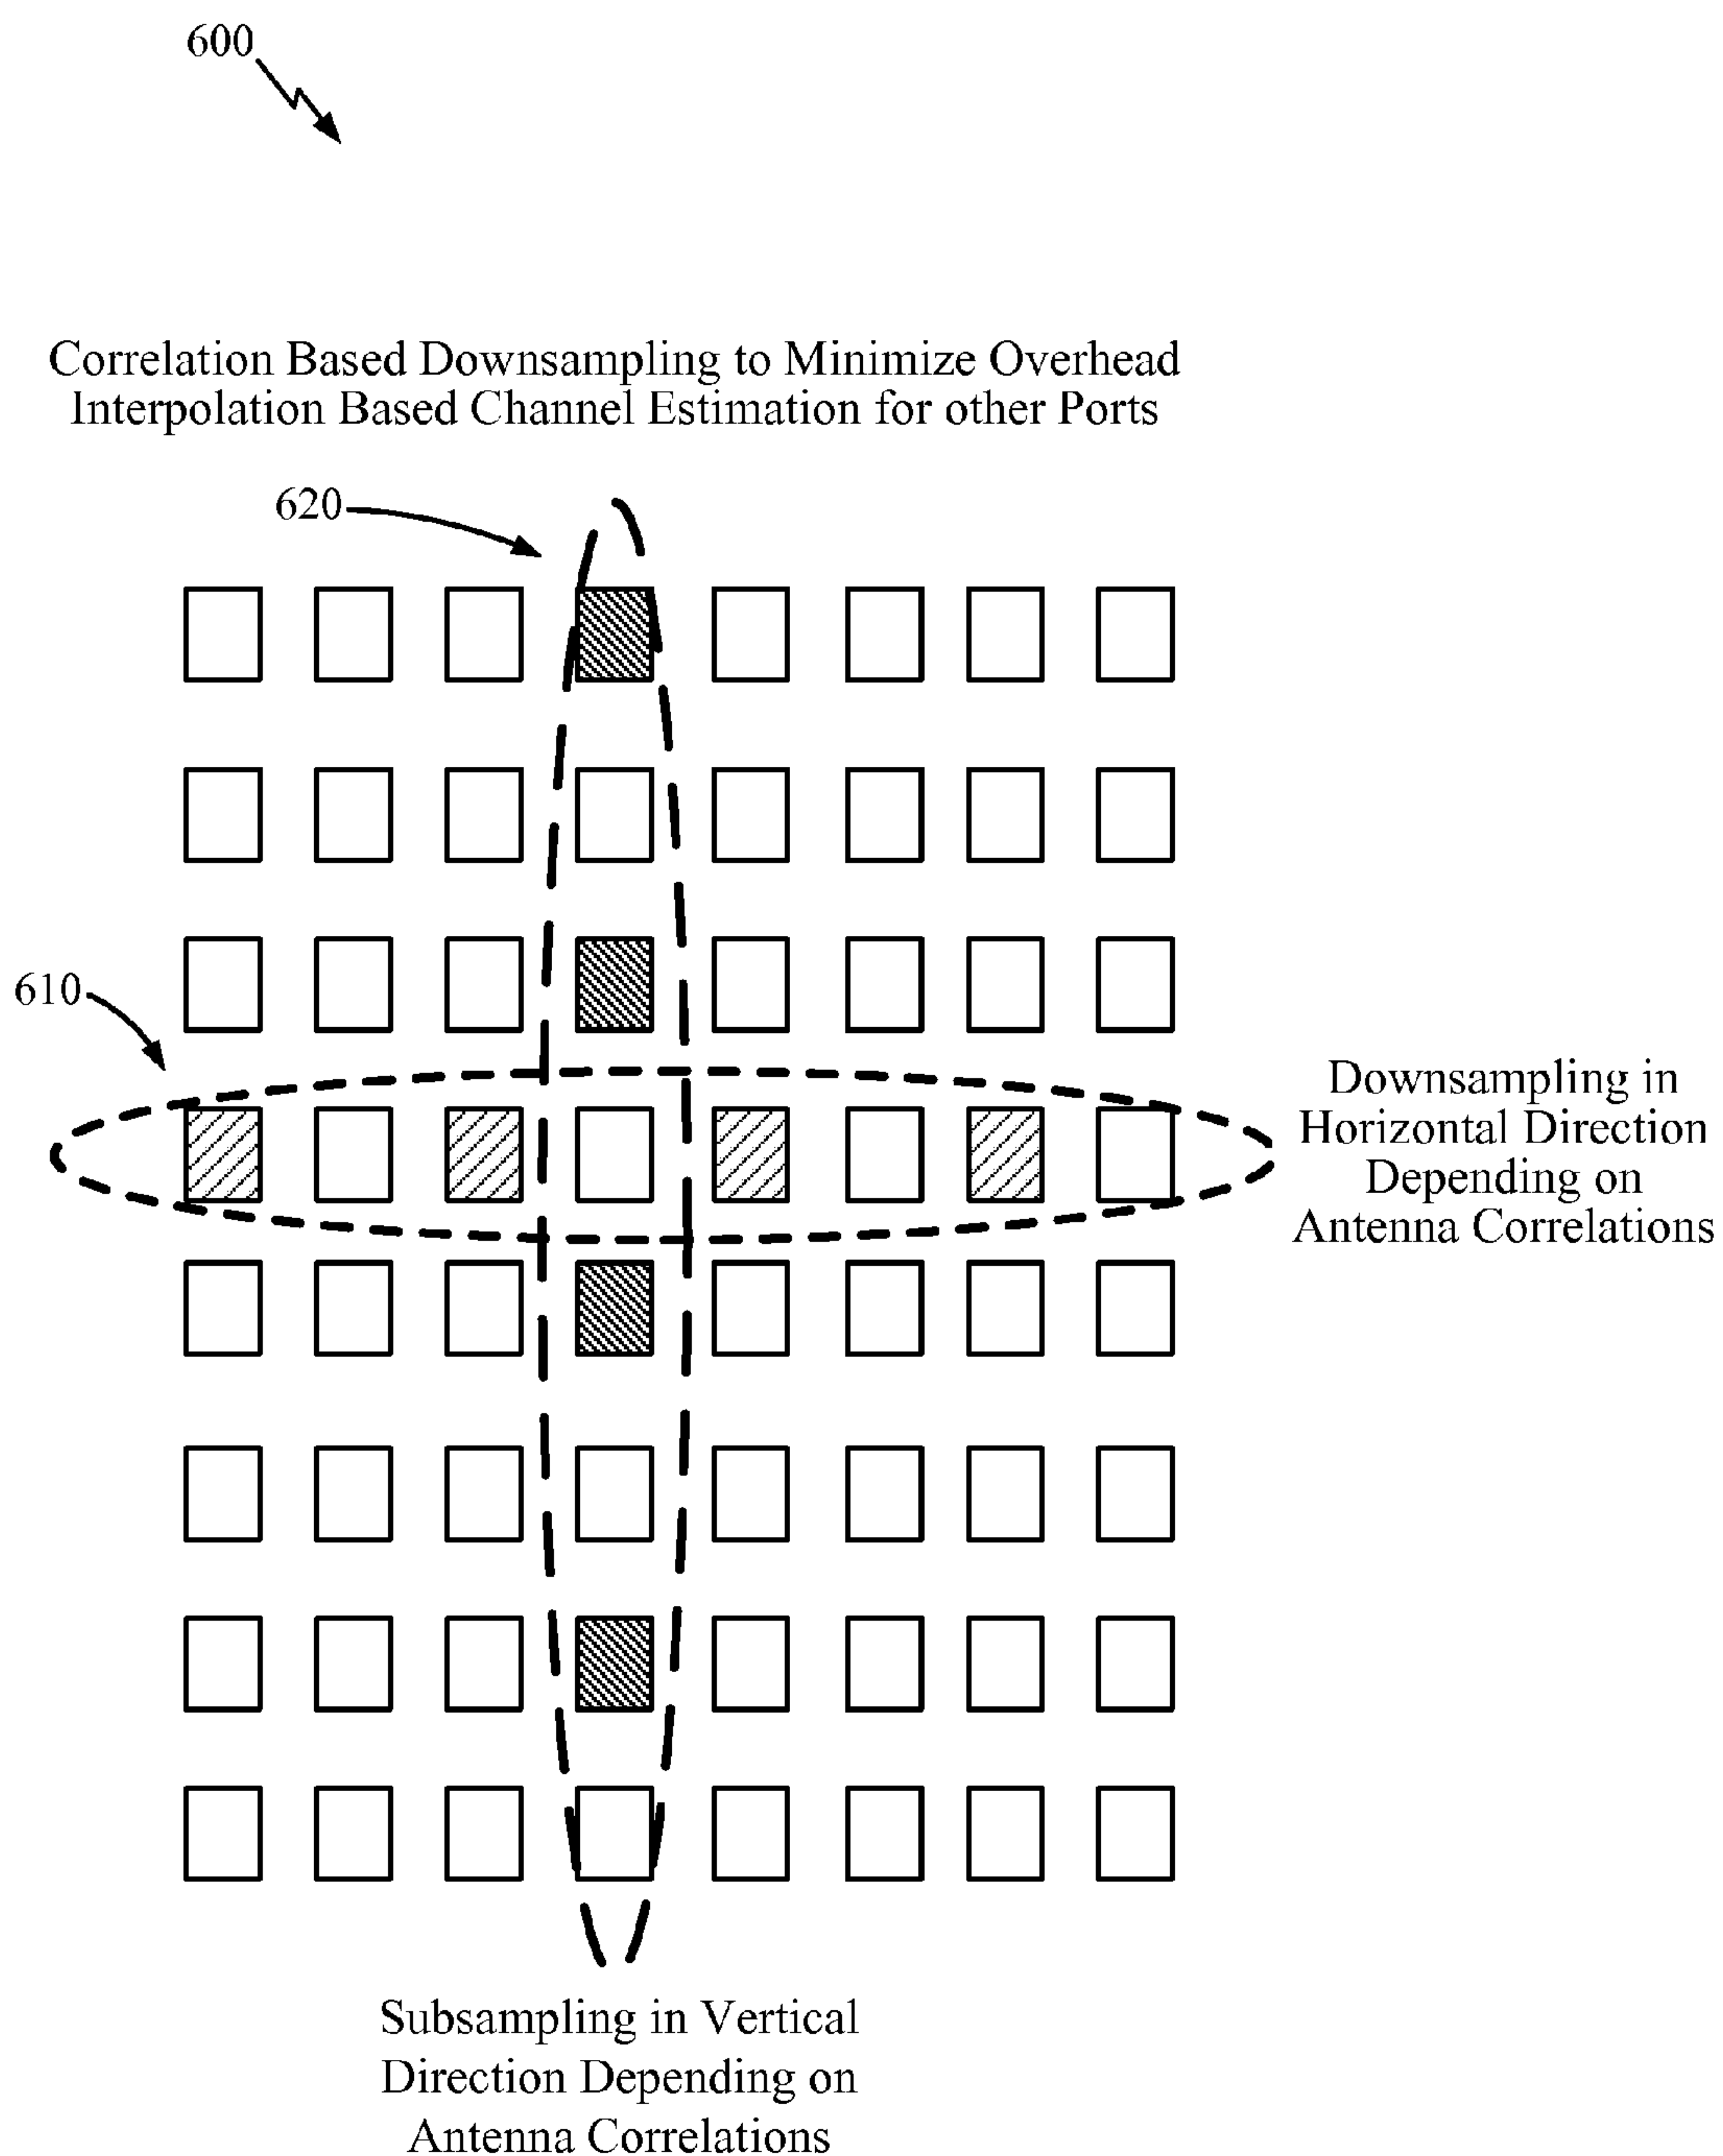 600
Correlation Based Downsampling to Minimize Overhead
Interpolation Based Channel Estimation for other Ports
620
610
Downsampling in
Horizontal Direction
Depending on
Antenna Correlations
Subsampling in Vertical
Direction Depending on
Antenna Correlations